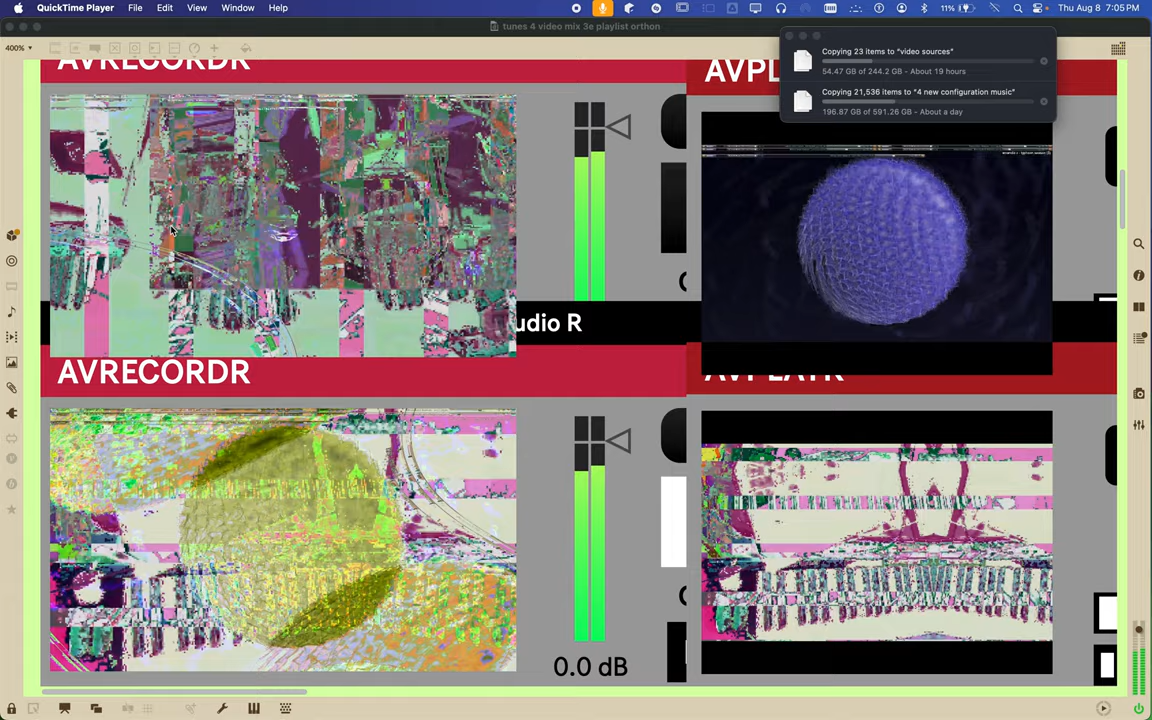 QuickTime Player File Edit View Window Help 11% Thu Aug 8 7:05 PM
tunes 4 video mix 3e playlist orthon
400%
Copying 23 items to "video sources"
54.47 GB of 244.2 GB - About 19 hours
Copying 21,536 items to "4 new configuration music"
196.87 GB of 591.26 GB - About a day
AVRECORDR
AVPL
udio R
AVRECORDR
AVPLAYR
0.0 dB